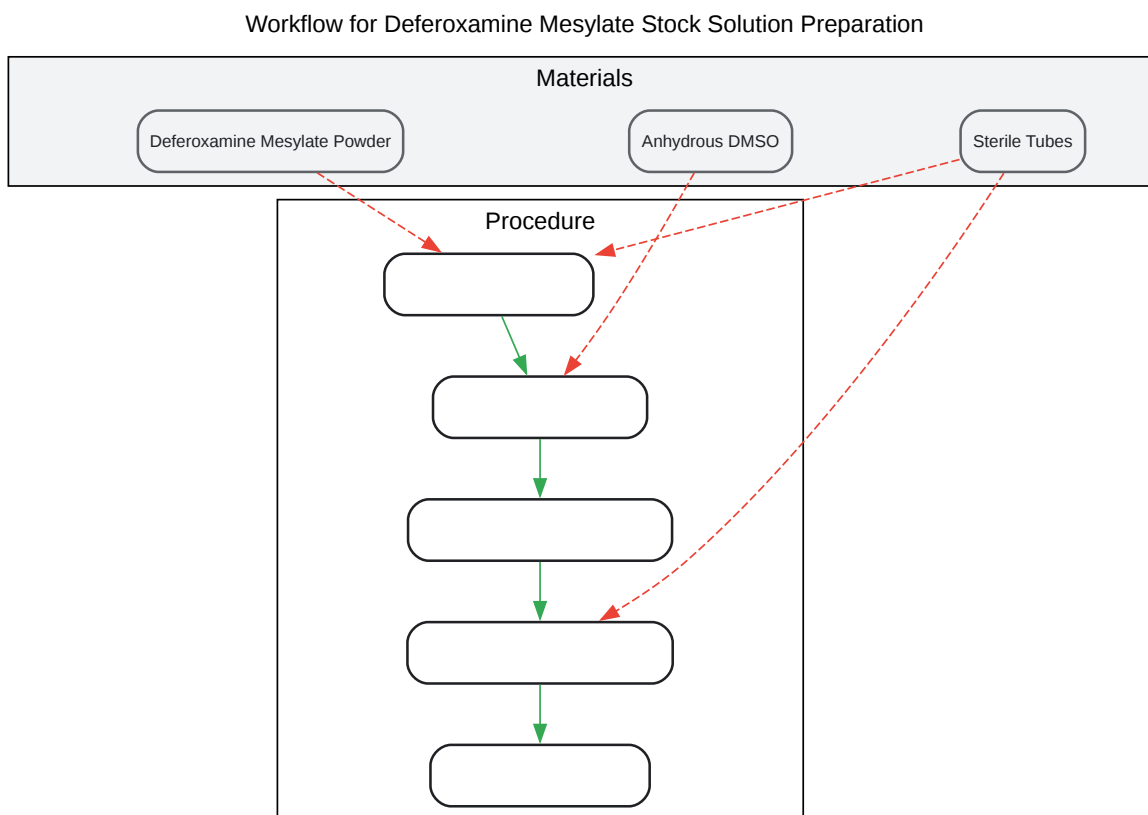 Workflow for Deferoxamine Mesylate Stock Solution Preparation
Materials
Deferoxamine Mesylate Powder
Anhydrous DMSO
Sterile Tubes
Procedure